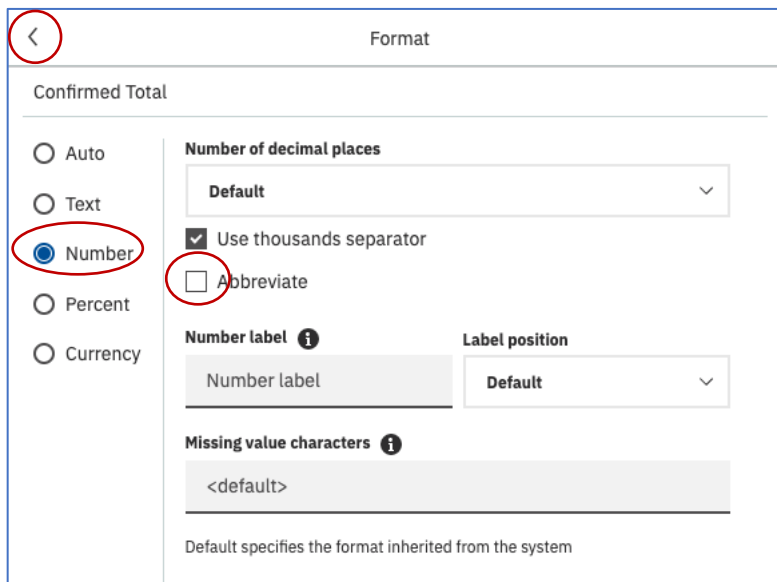 Format
Confirmed Total
Auto
Text
Number
Percent
Currency
Number of decimal places
Default
Use thousands separator
Abbreviate
Number label
Label position
Number label
Default
Missing value characters
<default>
Default specifies the format inherited from the system